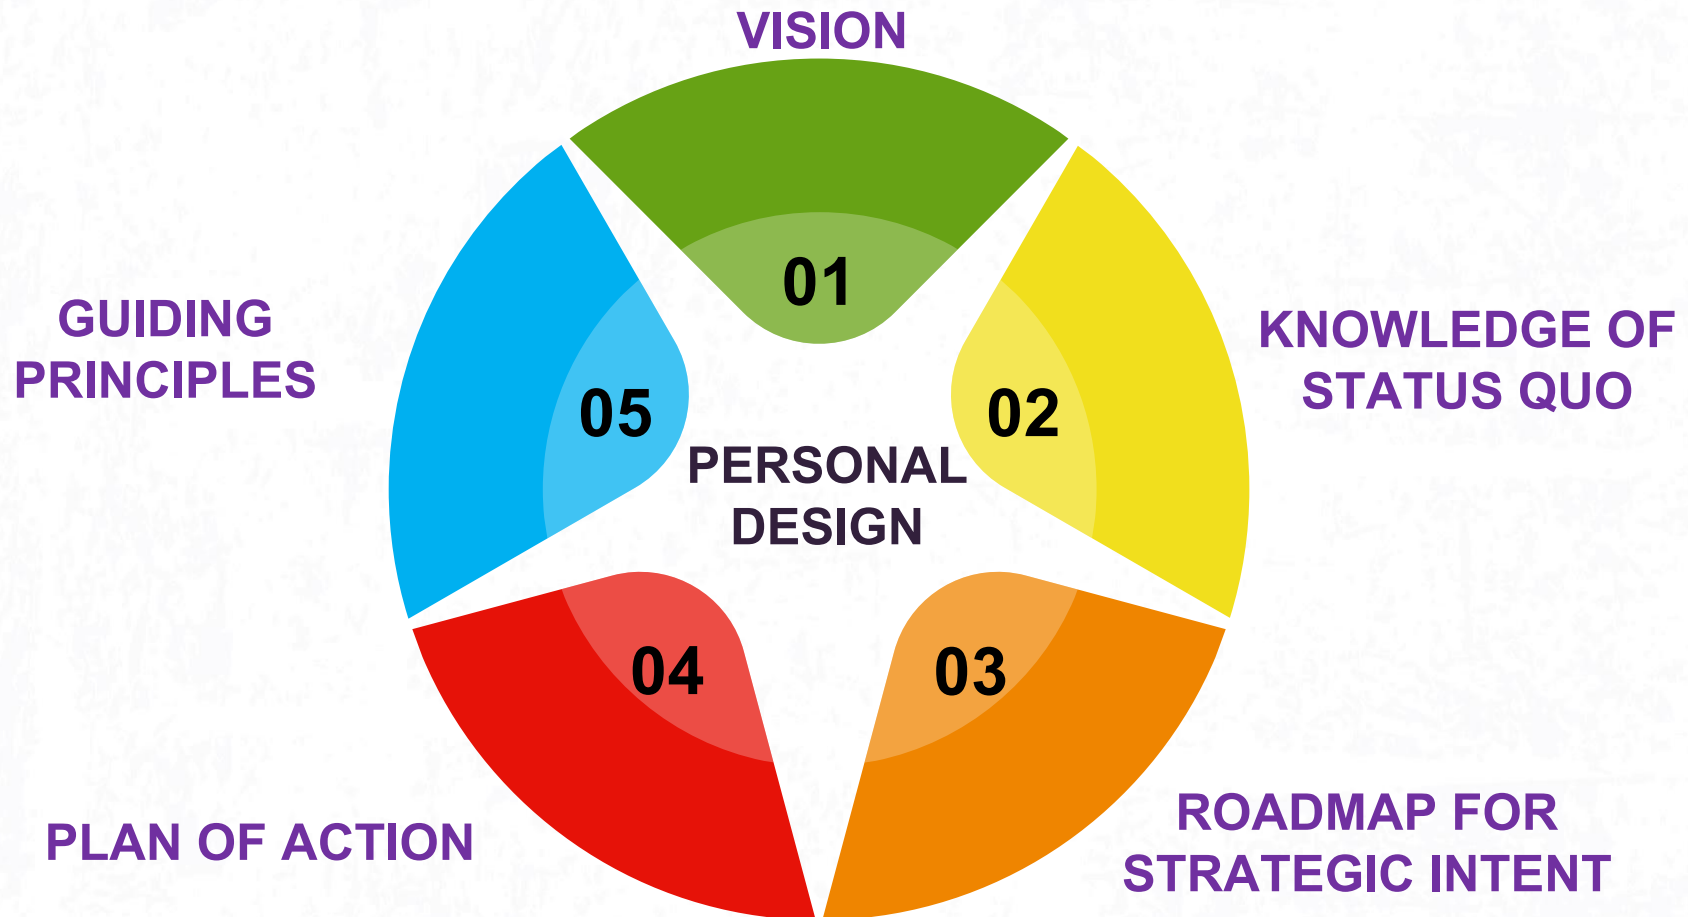 VISION
01
KNOWLEDGE OF
STATUS QUO
02
ROADMAP FOR
STRATEGIC INTENT
03
PLAN OF ACTION
04
GUIDING
PRINCIPLES
05
PERSONAL
DESIGN